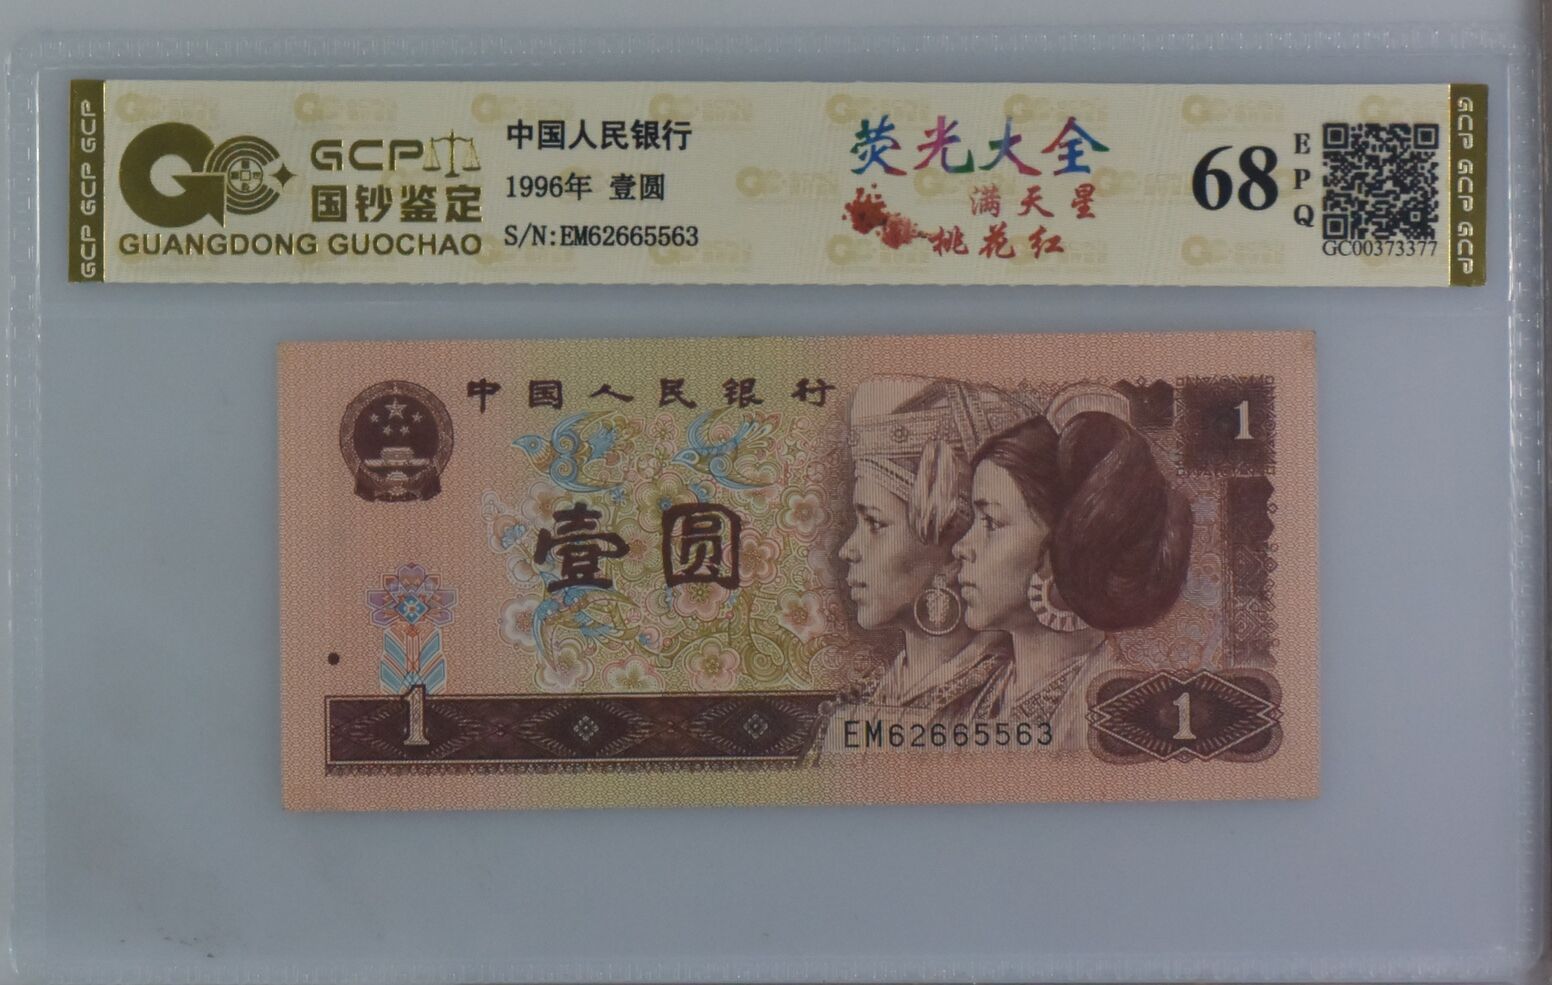 GCP GCP GCP
GCP
国钞鉴定
GUANGDONG GUOCHAO
中国人民银行
1996年 壹圆
S/N:EM62665563
荧光大全
满天星
桃花红
68
E
P
Q
GC00373377
GCP GCP GCP
中国人民银行
1
壹圆
1
EM62665563
1